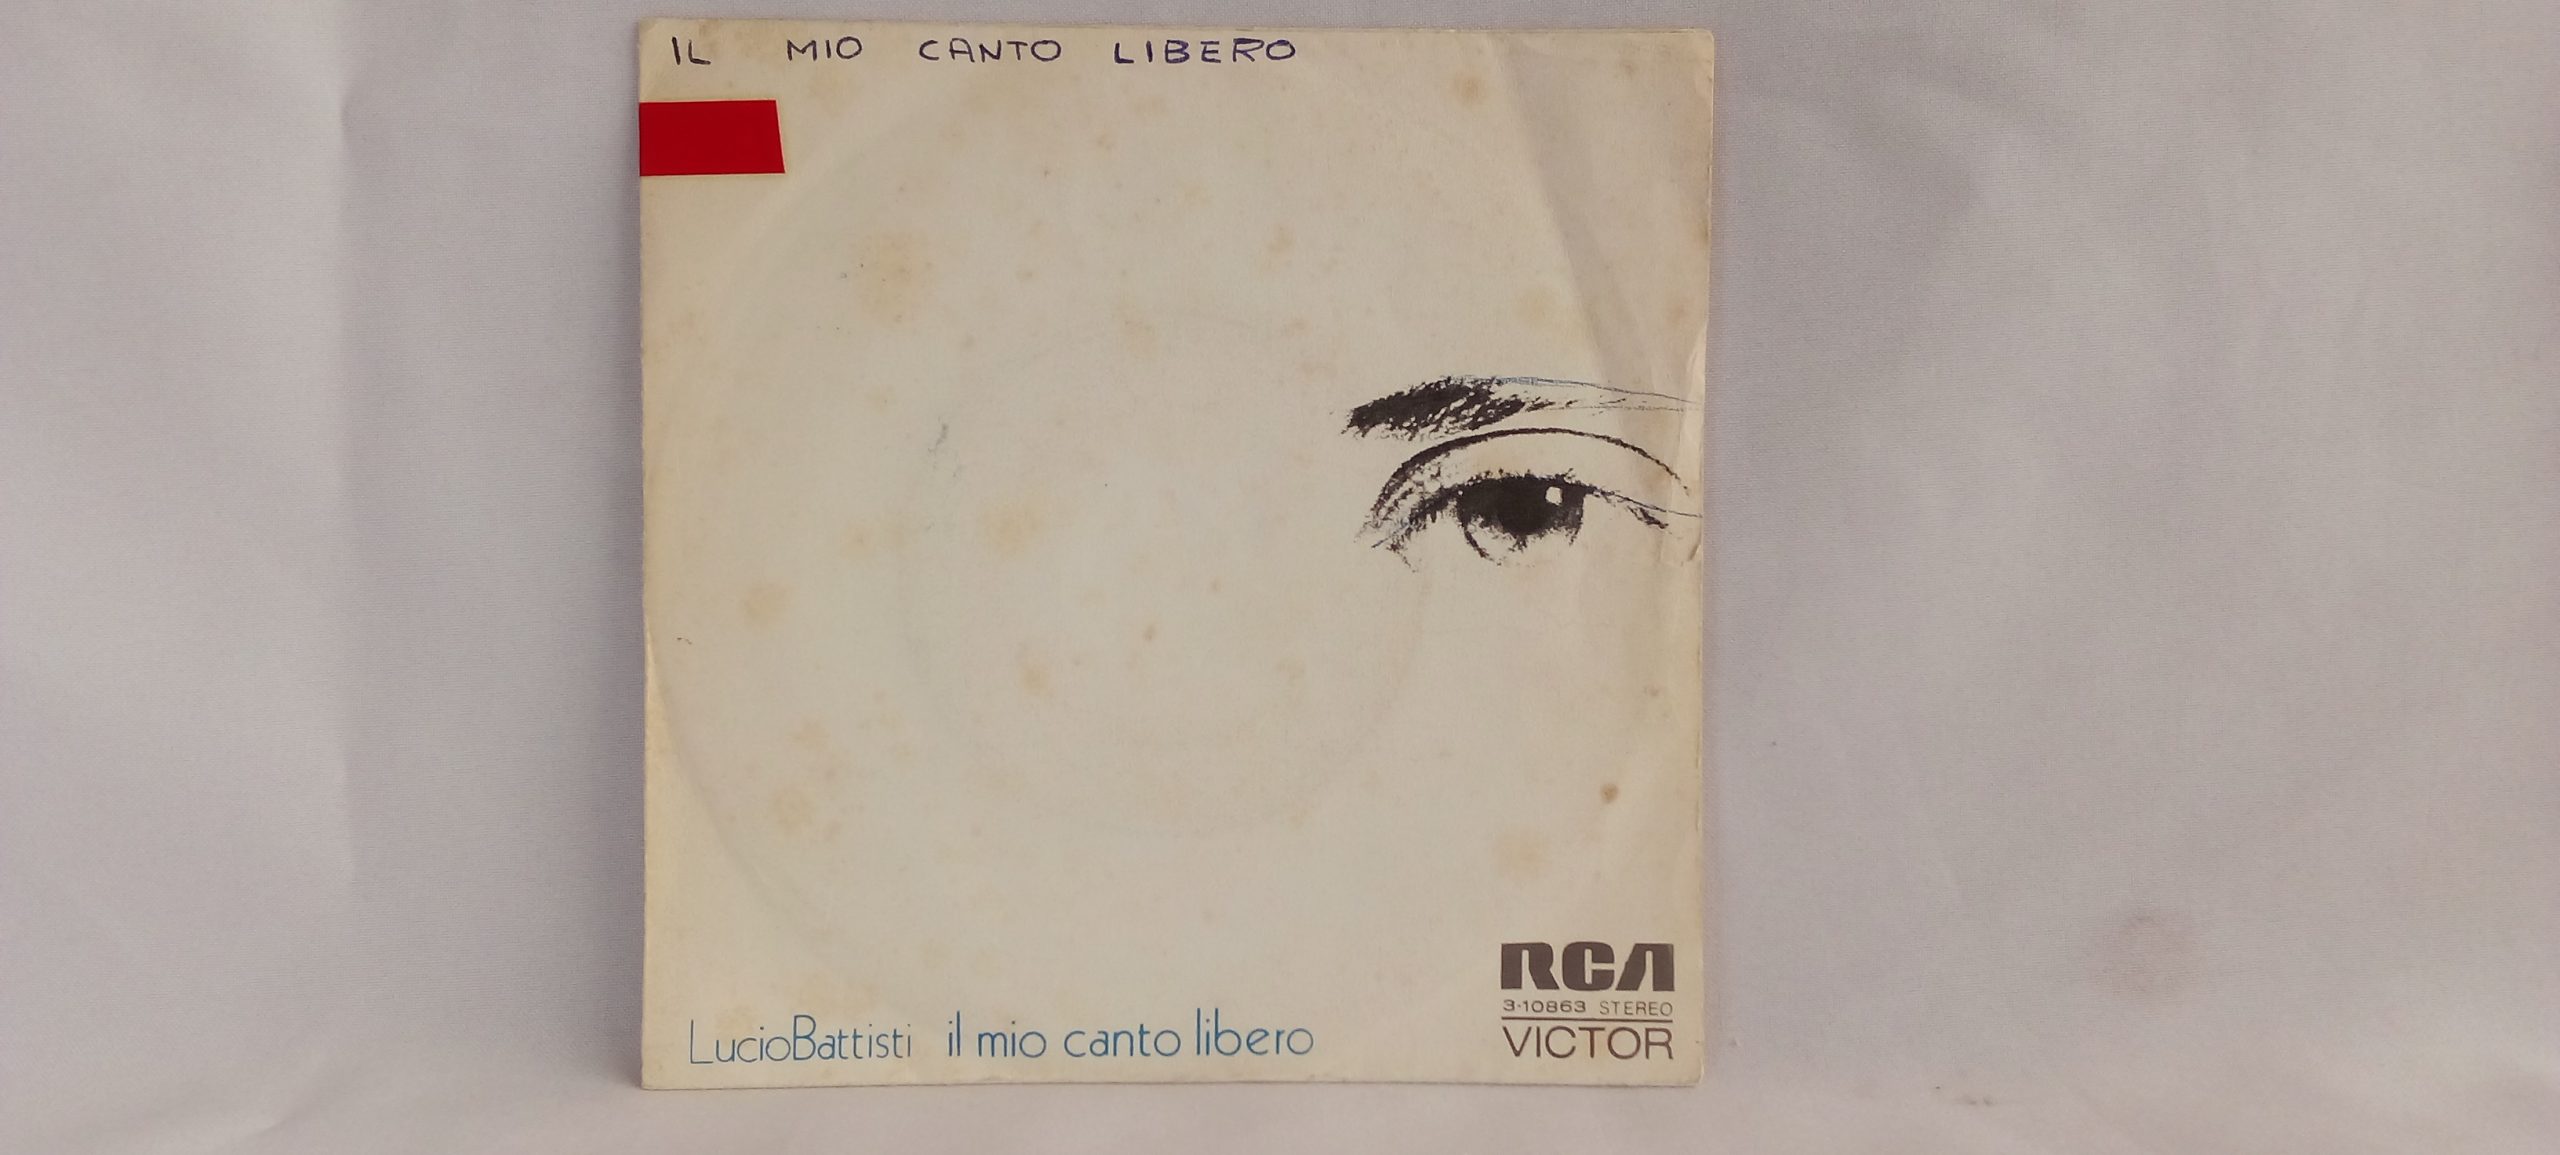 IL MIO CANTO LIBERO
RCA
3-10863 STEREO
VICTOR
LucioBattisti il mio canto libero